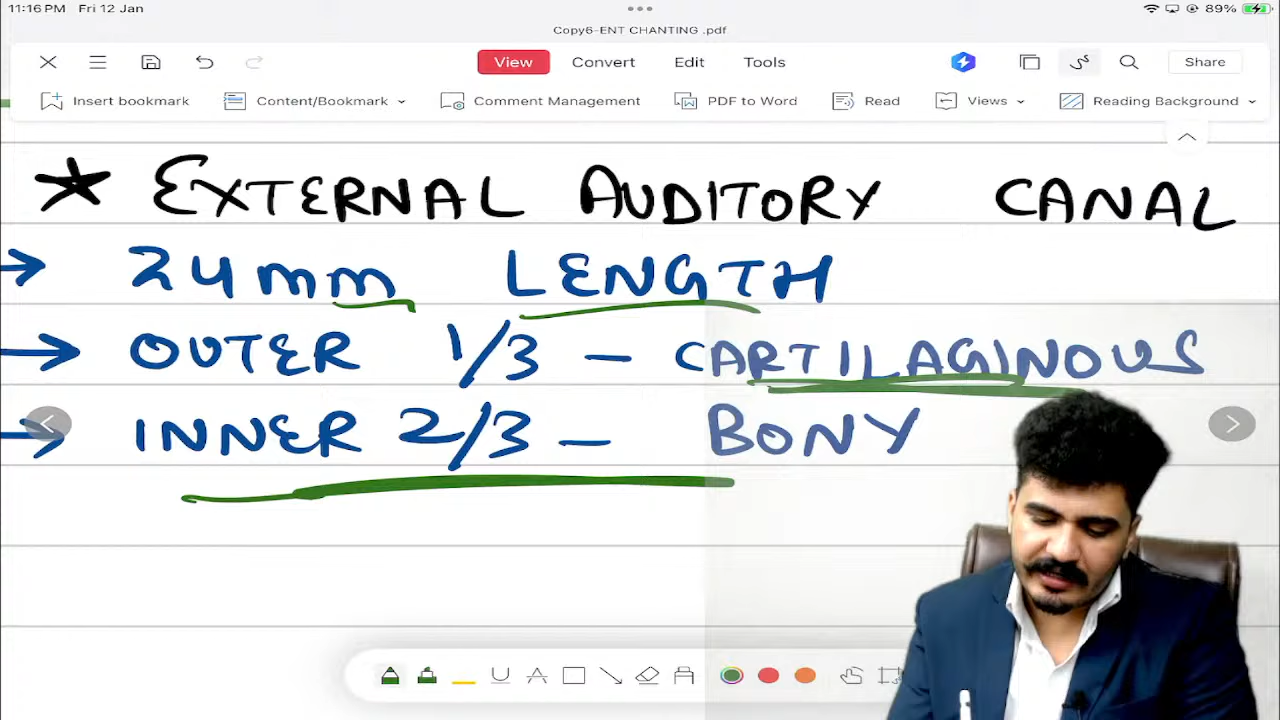 11:16 PM Fri 12 Jan 89%
Copy6-ENT CHANTING .pdf
View Convert Edit Tools Share
Insert bookmark Content/Bookmark Comment Management PDF to Word Read Views Reading Background
* EXTERNAL AUDITORY CANAL
→ 24mm LENGTH
→ OUTER 1/3 – CARTILAGINOUS
→ INNER 2/3 – BONY